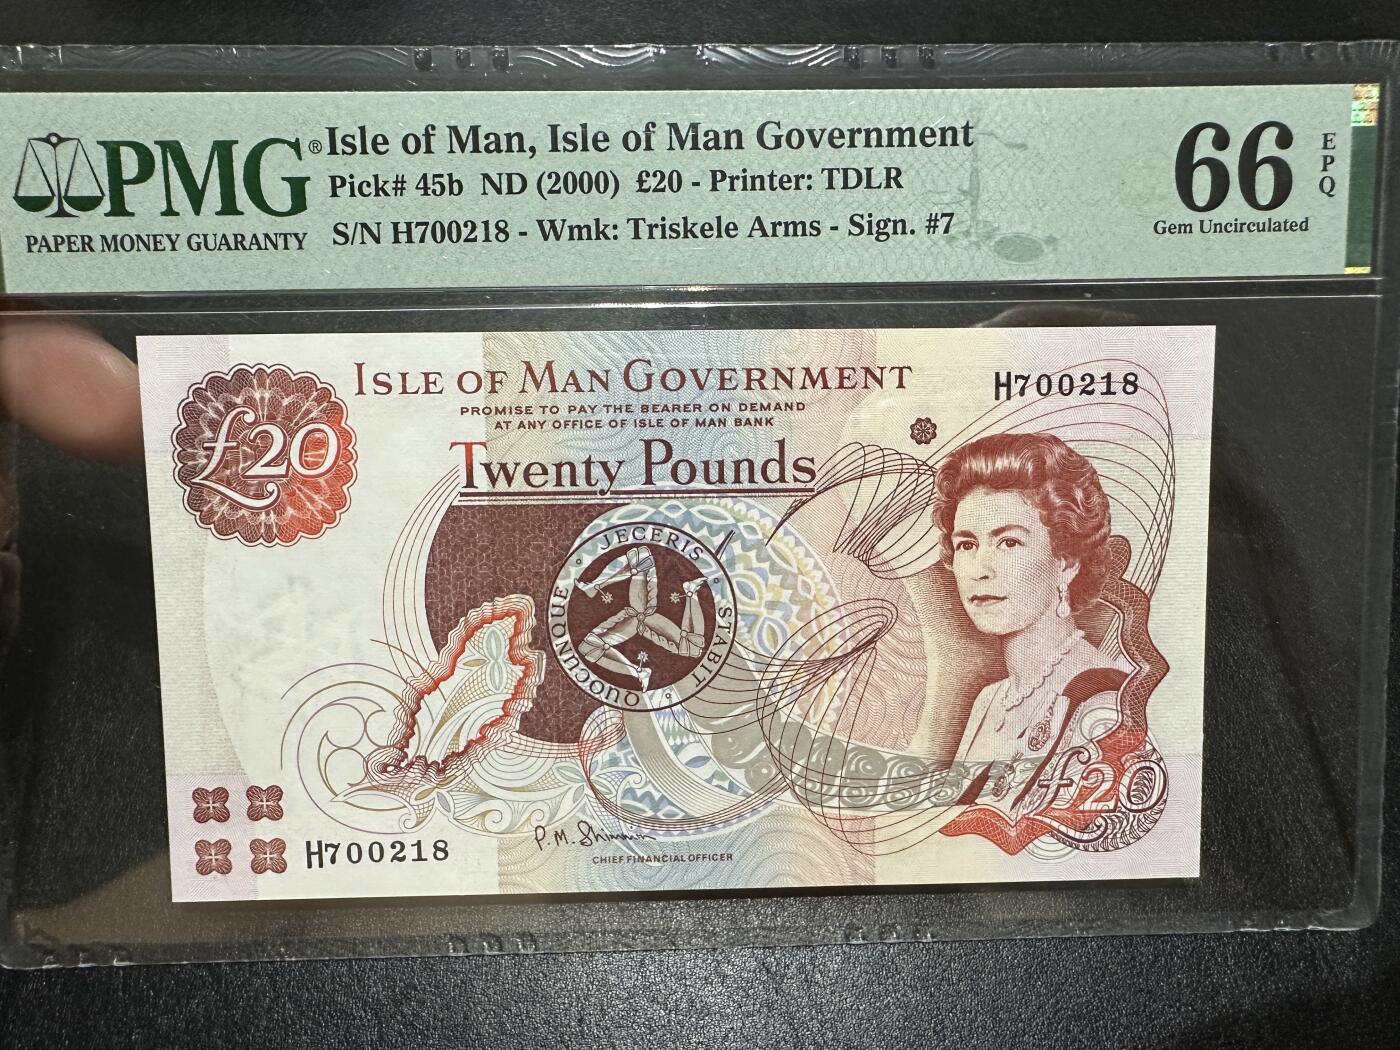 PMG®
PAPER MONEY GUARANTY
Isle of Man, Isle of Man Government
Pick# 45b ND (2000) £20 - Printer: TDLR
S/N H700218 - Wmk: Triskele Arms - Sign. #7
66
EPQ
Gem Uncirculated
£20
ISLE OF MAN GOVERNMENT
PROMISE TO PAY THE BEARER ON DEMAND
AT ANY OFFICE OF ISLE OF MAN BANK
Twenty Pounds
H700218
QUOCUNQUE JECERIS STABIT
£20
H700218
P. M. Shimmin
CHIEF FINANCIAL OFFICER